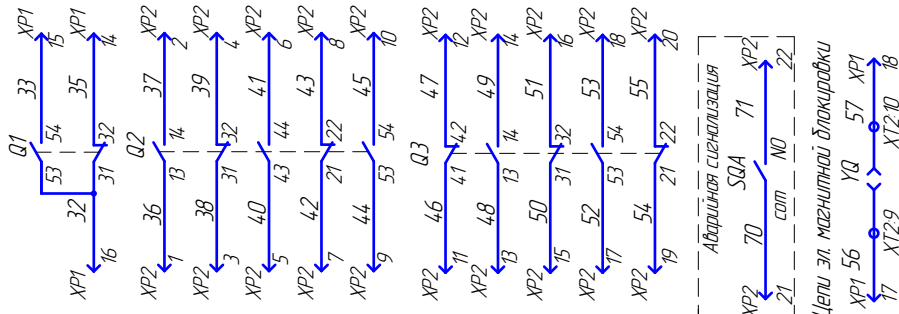 Q1
53 54 33 XP1 15
XP1 16 32 31 32 35 XP1 14
Q2
XP2 1 36 13 14 37 XP2 2
XP2 3 38 31 32 39 XP2 4
XP2 5 40 43 44 41 XP2 6
XP2 7 42 21 22 43 XP2 8
XP2 9 44 53 54 45 XP2 10
Q3
XP2 11 46 41 42 47 XP2 12
XP2 13 48 13 14 49 XP2 14
XP2 15 50 31 32 51 XP2 16
XP2 17 52 53 54 53 XP2 18
XP2 19 54 21 22 55 XP2 20
Аварийная сигнализация
SQA
XP2 21 70 com NO 71 XP2 22
Цепи эл. магнитной блокировки
XP1 56 YQ 57 XP1
17 XT2:9 XT2:10 18